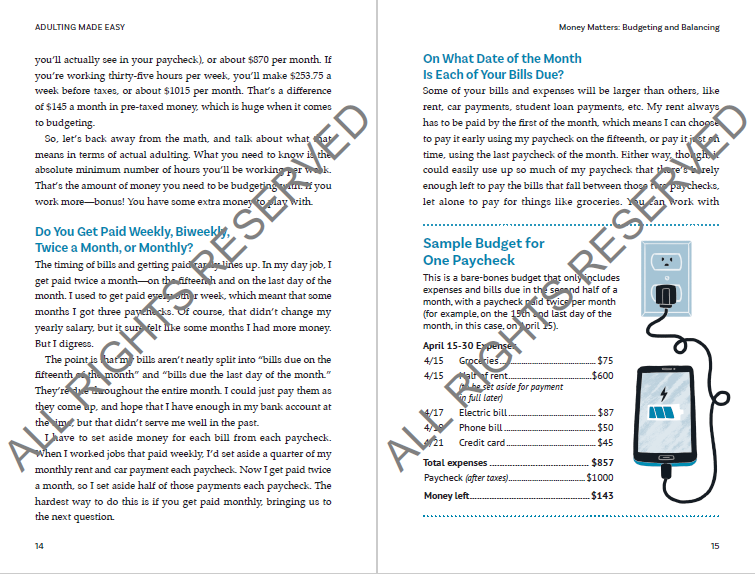 ADULTING MADE EASY
you'll actually see in your paycheck), or about $870 per month. If
you're working thirty-five hours per week, you'll make $253.75 a
week before taxes, or about $1015 per month. That's a difference
of $145 a month in pre-taxed money, which is huge when it comes
to budgeting.
So, let's back away from the math, and talk about what that
means in terms of actual adulting. What you need to know is the
absolute minimum number of hours you'll be working per week.
That's the amount of money you need to be budgeting with. If you
work more—bonus! You have some extra money to play with.
Do You Get Paid Weekly, Biweekly,
Twice a Month, or Monthly?
The timing of bills and getting paid rarely lines up. In my day job, I
get paid twice a month—on the fifteenth and on the last day of the
month. I used to get paid every other week, which meant that some
months I got three paychecks. Of course, that didn't change my
yearly salary, but it sure felt like some months I had more money.
But I digress.
The point is that my bills aren't neatly split into "bills due on the
fifteenth of the month" and "bills due the last day of the month."
They're due throughout the entire month. I could just pay them as
they come up, and hope that I have enough in my bank account at
the time, but that didn't serve me well in the past.
I have to set aside money for each bill from each paycheck.
When I worked jobs that paid weekly, I'd set aside a quarter of my
monthly rent and car payment each paycheck. Now I get paid twice
a month, so I set aside half of those payments each paycheck. The
hardest way to do this is if you get paid monthly, bringing us to
the next question.
14
ALL RIGHTS RESERVED
Money Matters: Budgeting and Balancing
On What Date of the Month
Is Each of Your Bills Due?
Some of your bills and expenses will be larger than others, like
rent, car payments, student loan payments, etc. My rent always
has to be paid by the first of the month, which means I can choose
to pay it early using my paycheck on the fifteenth, or pay it just on
time, using the last paycheck of the month. Either way, though, it
could easily use up so much of my paycheck that there's barely
enough left to pay the bills that fall between those two paychecks,
let alone to pay for things like groceries. You can work with
Sample Budget for
One Paycheck
This is a bare-bones budget that only includes
expenses and bills due in the second half of a
month, with a paycheck paid twice per month
(for example, on the 15th and last day of the
month, in this case, on April 15).
April 15-30 Expenses
4/15 Groceries $75
4/15 Half of rent $600
(to be set aside for payment
in full later)
4/17 Electric bill $87
Phone bill $50
4/21 Credit card $45
Total expenses $857
Paycheck (after taxes) $1000
Money left $143
15
ALL RIGHTS RESERVED